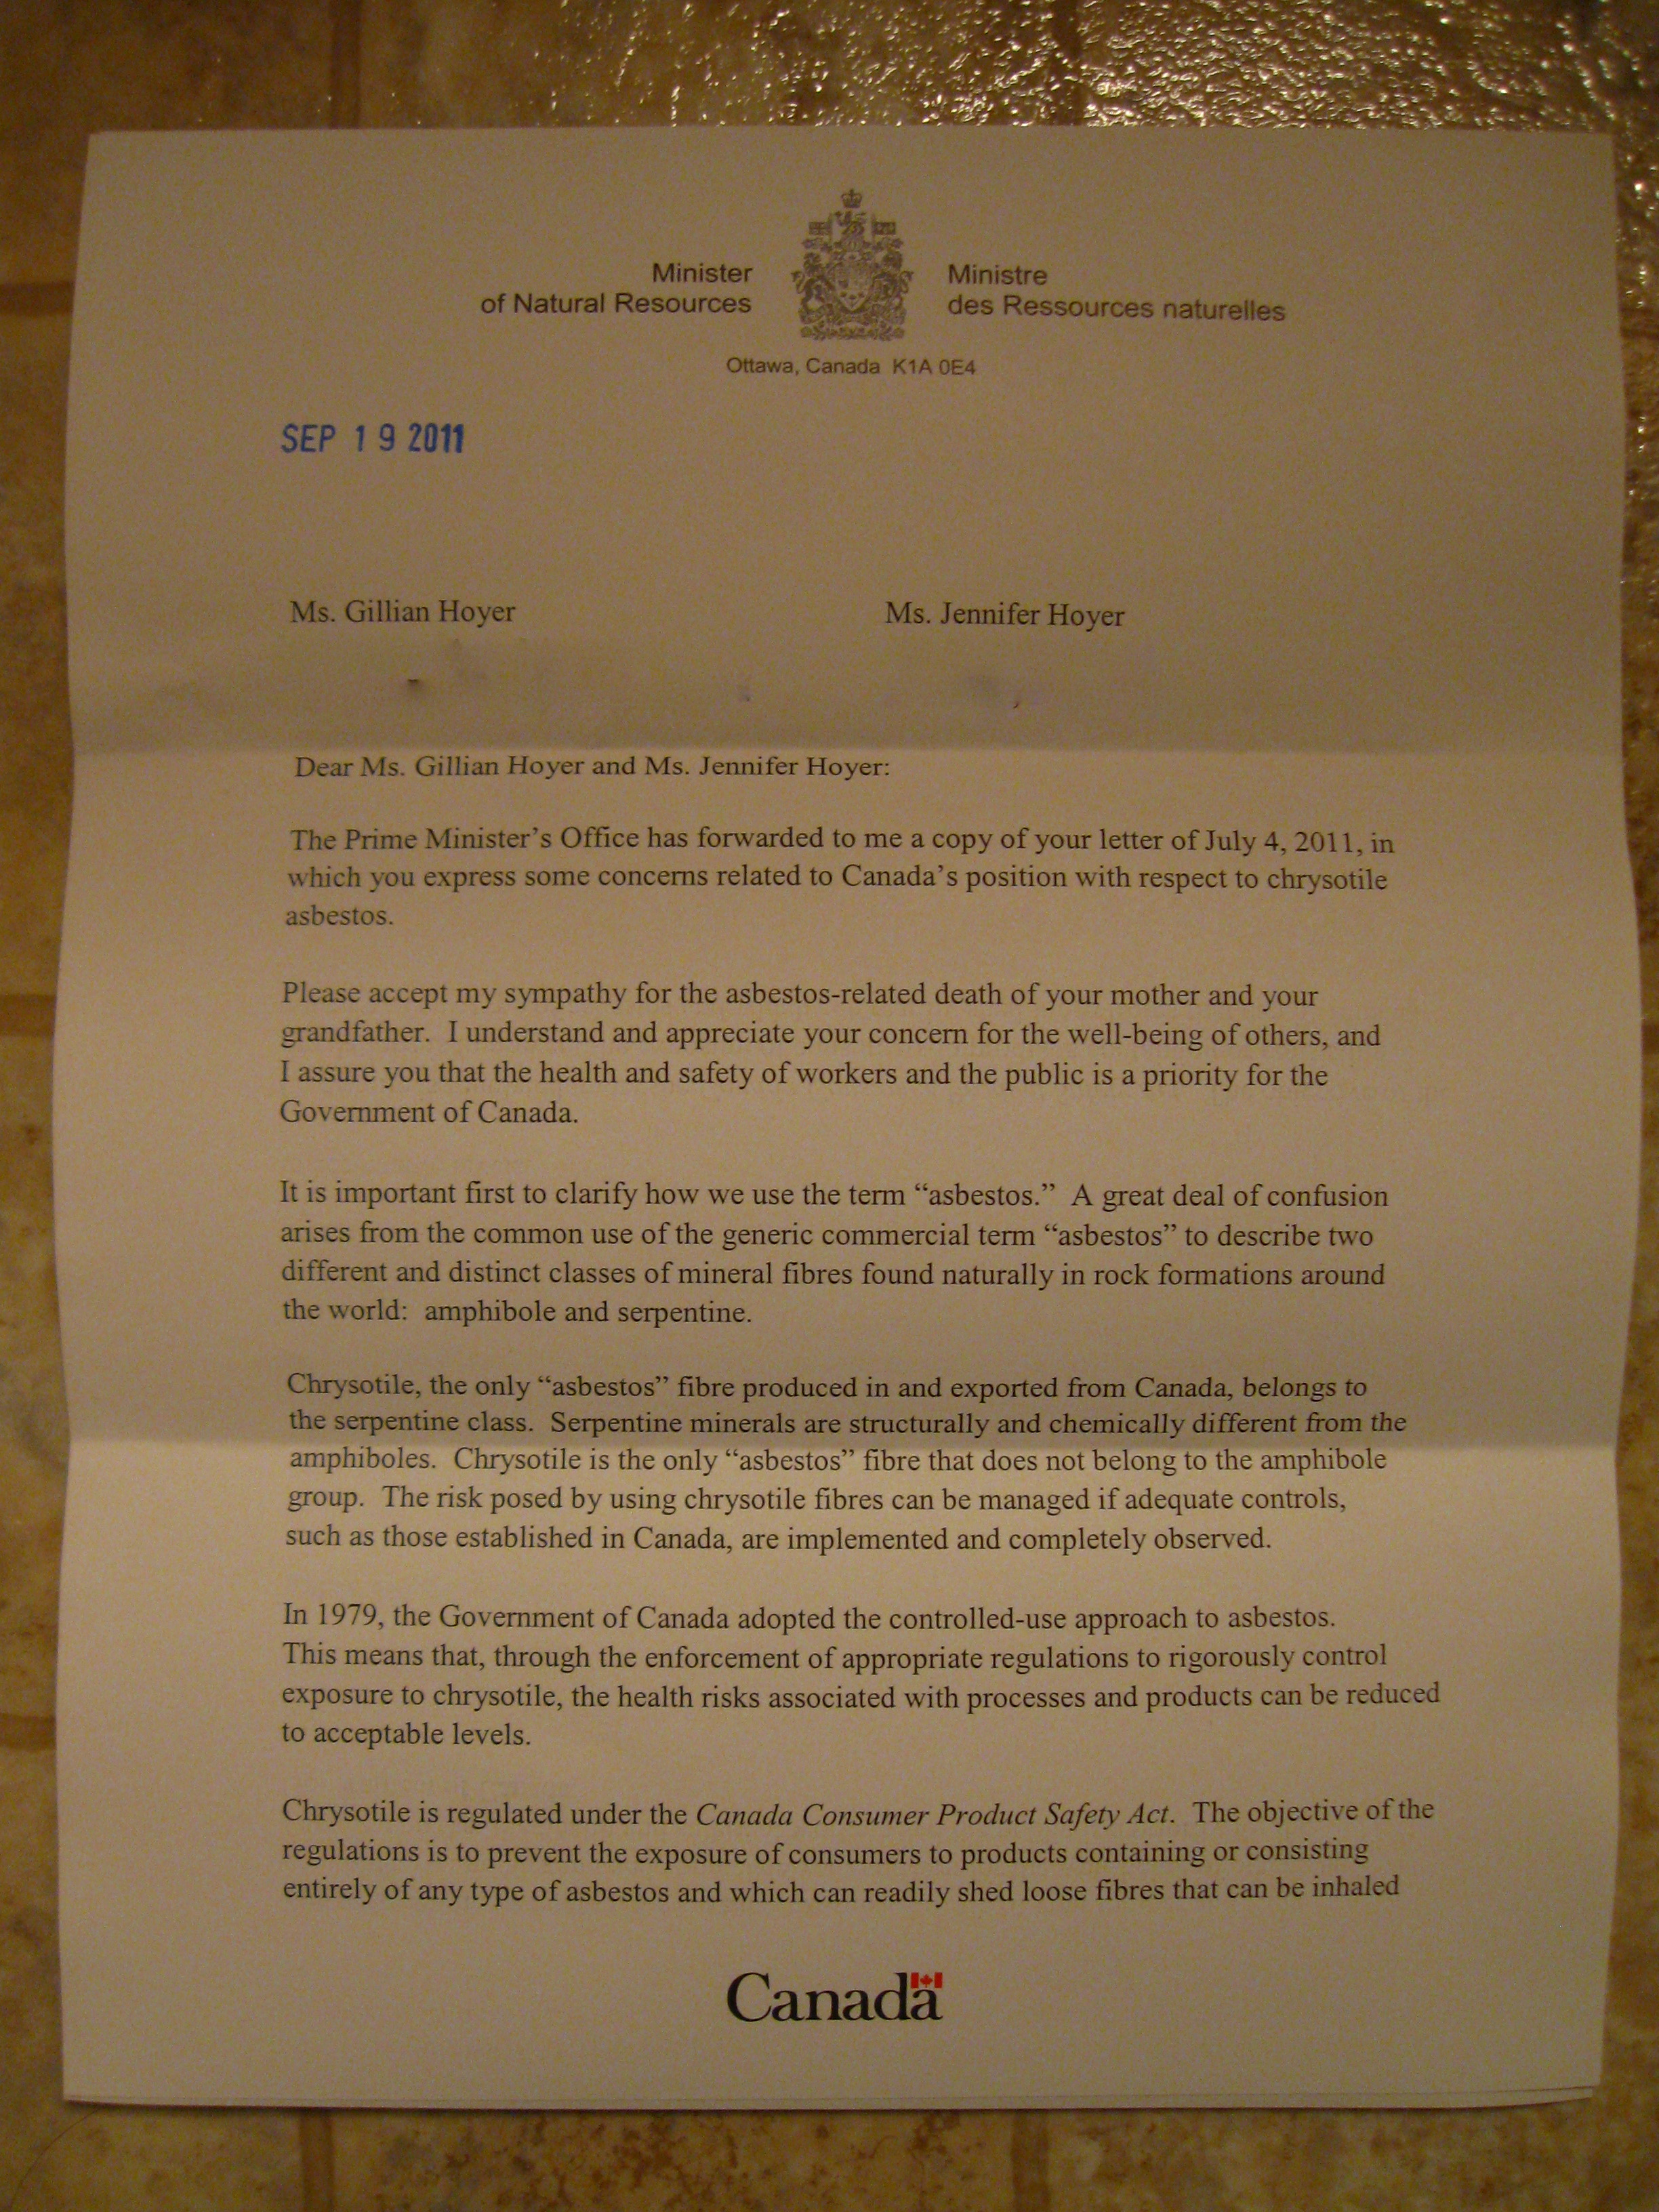 Minister
of Natural Resources
Ministre
des Ressources naturelles
Ottawa, Canada K1A 0E4
SEP 19 2011
Ms. Gillian Hoyer
Ms. Jennifer Hoyer
Dear Ms. Gillian Hoyer and Ms. Jennifer Hoyer:
The Prime Minister's Office has forwarded to me a copy of your letter of July 4, 2011, in
which you express some concerns related to Canada's position with respect to chrysotile
asbestos.
Please accept my sympathy for the asbestos-related death of your mother and your
grandfather. I understand and appreciate your concern for the well-being of others, and
I assure you that the health and safety of workers and the public is a priority for the
Government of Canada.
It is important first to clarify how we use the term “asbestos.” A great deal of confusion
arises from the common use of the generic commercial term “asbestos” to describe two
different and distinct classes of mineral fibres found naturally in rock formations around
the world: amphibole and serpentine.
Chrysotile, the only “asbestos” fibre produced in and exported from Canada, belongs to
the serpentine class. Serpentine minerals are structurally and chemically different from the
amphiboles. Chrysotile is the only “asbestos” fibre that does not belong to the amphibole
group. The risk posed by using chrysotile fibres can be managed if adequate controls,
such as those established in Canada, are implemented and completely observed.
In 1979, the Government of Canada adopted the controlled-use approach to asbestos.
This means that, through the enforcement of appropriate regulations to rigorously control
exposure to chrysotile, the health risks associated with processes and products can be reduced
to acceptable levels.
Chrysotile is regulated under the Canada Consumer Product Safety Act. The objective of the
regulations is to prevent the exposure of consumers to products containing or consisting
entirely of any type of asbestos and which can readily shed loose fibres that can be inhaled
Canada